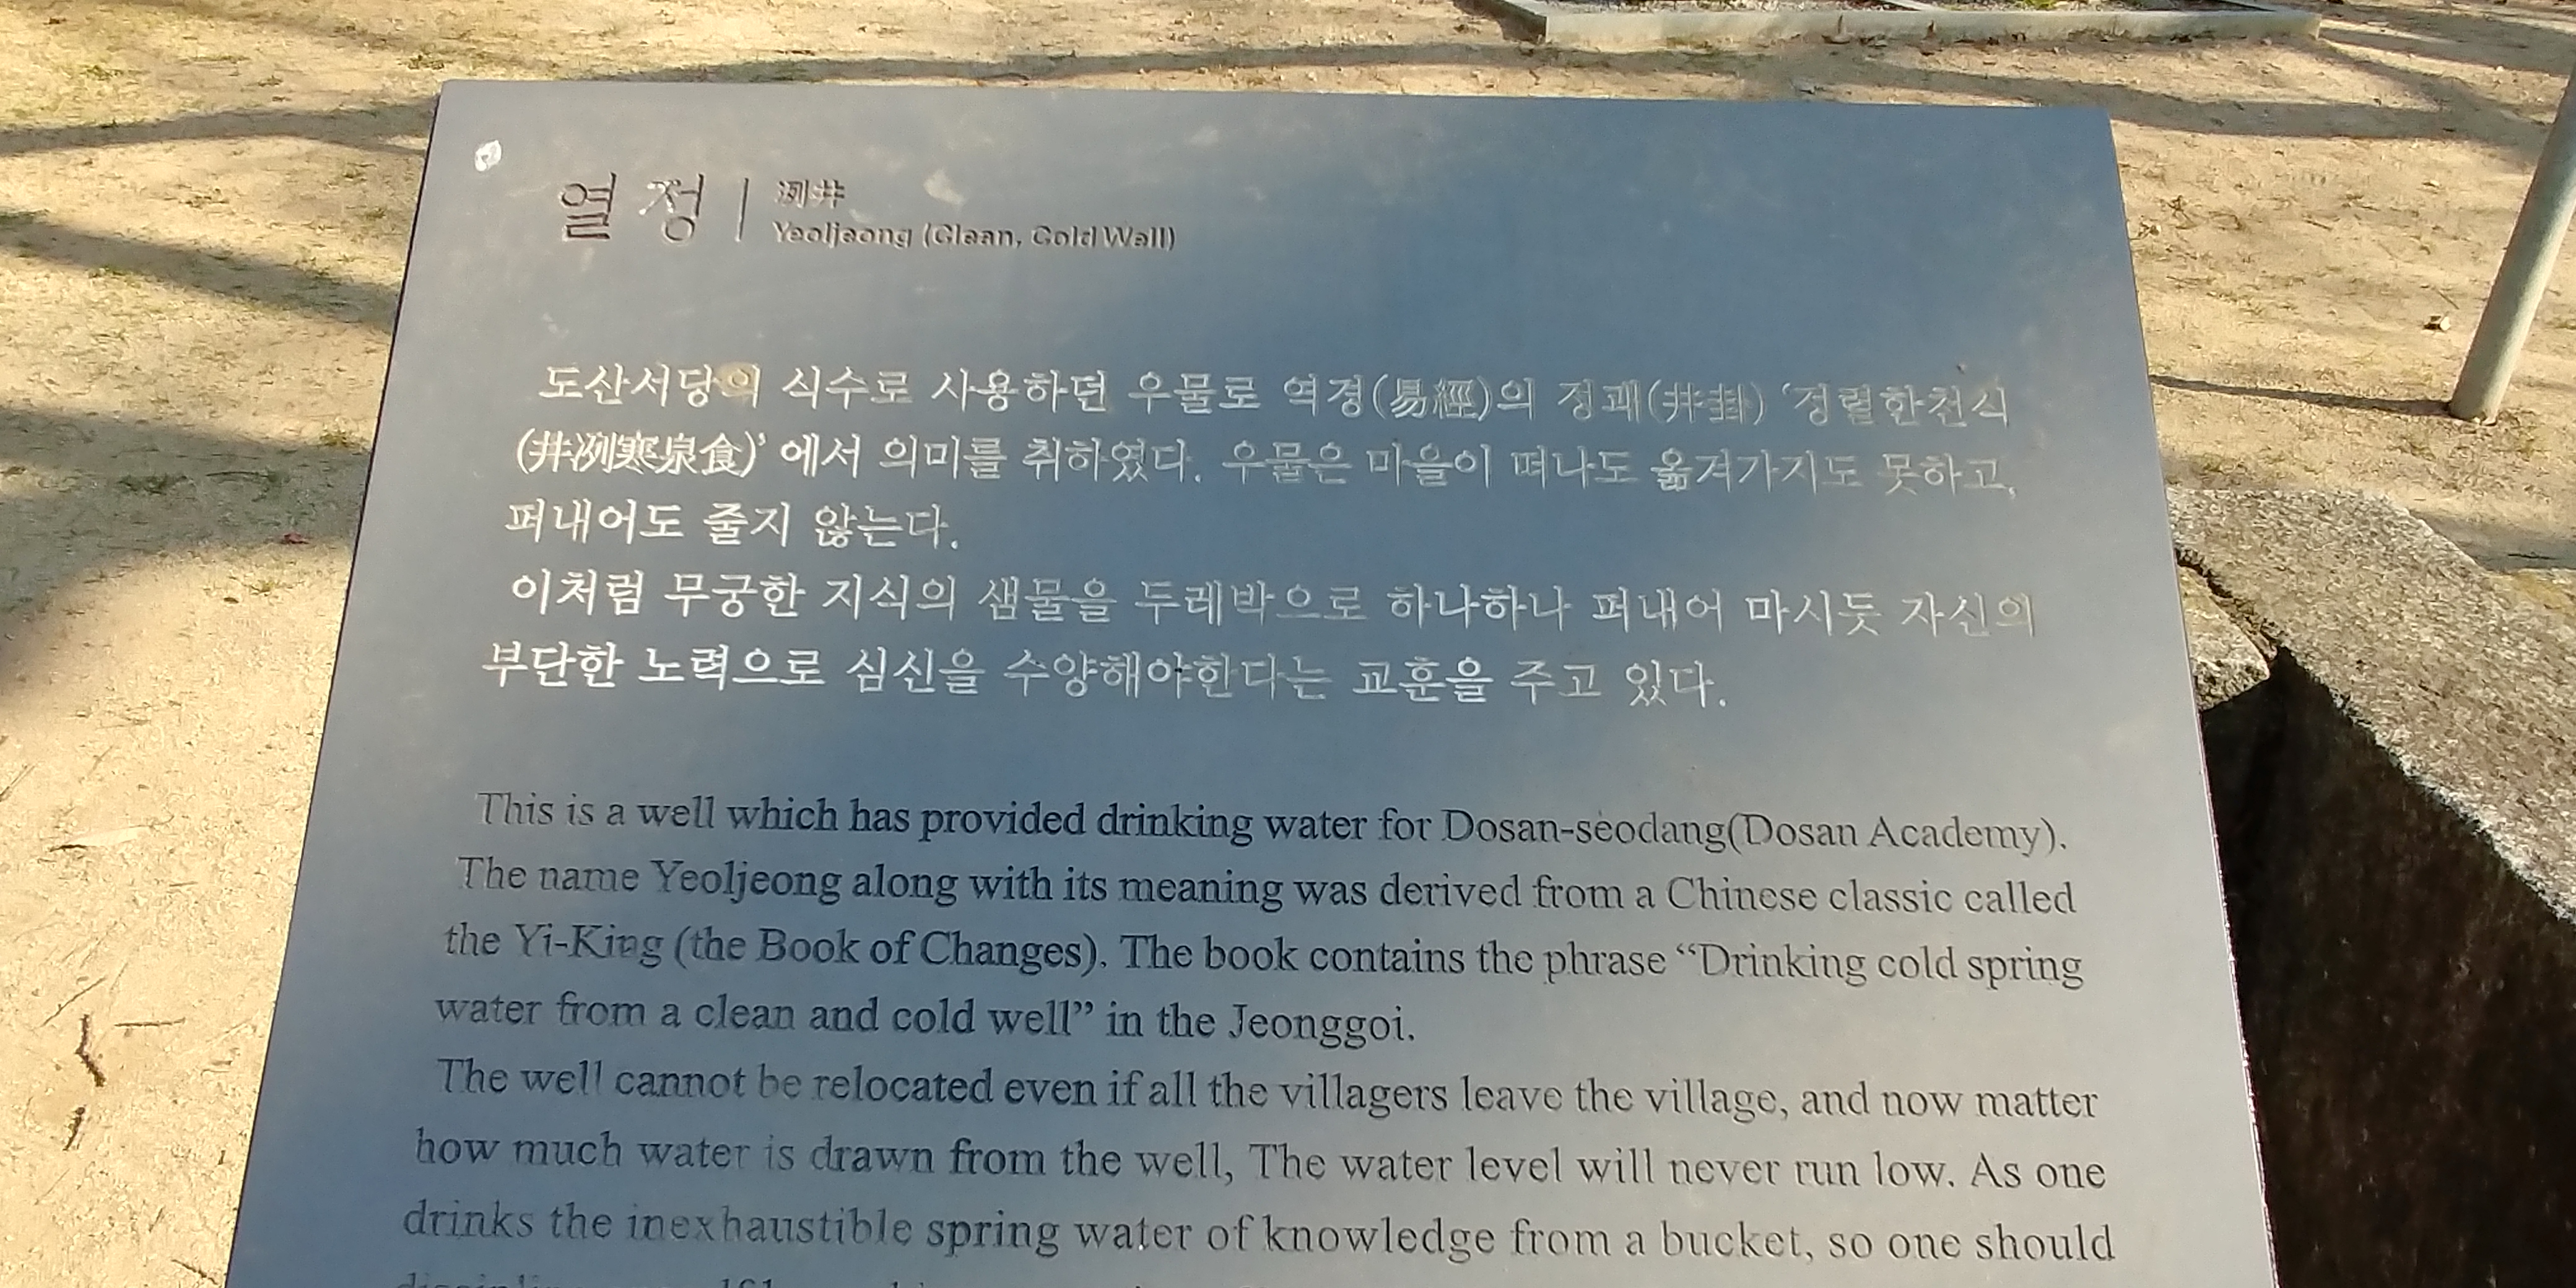 열 정
洌井
Yeoljeong (Clean, Cold Well)
도산서당의 식수로 사용하던 우물로 역경(易經)의 정괘(井卦) ‘정렬한천식
(井冽寒泉食)’ 에서 의미를 취하였다. 우물은 마을이 떠나도 옮겨가지도 못하고,
퍼내어도 줄지 않는다.
이처럼 무궁한 지식의 샘물을 두레박으로 하나하나 퍼내어 마시듯 자신의
부단한 노력으로 심신을 수양해야한다는 교훈을 주고 있다.
This is a well which has provided drinking water for Dosan-seodang(Dosan Academy).
The name Yeoljeong along with its meaning was derived from a Chinese classic called
the Yi-King (the Book of Changes). The book contains the phrase “Drinking cold spring
water from a clean and cold well” in the Jeonggoi.
The well cannot be relocated even if all the villagers leave the village, and now matter
how much water is drawn from the well, The water level will never run low. As one
drinks the inexhaustible spring water of knowledge from a bucket, so one should